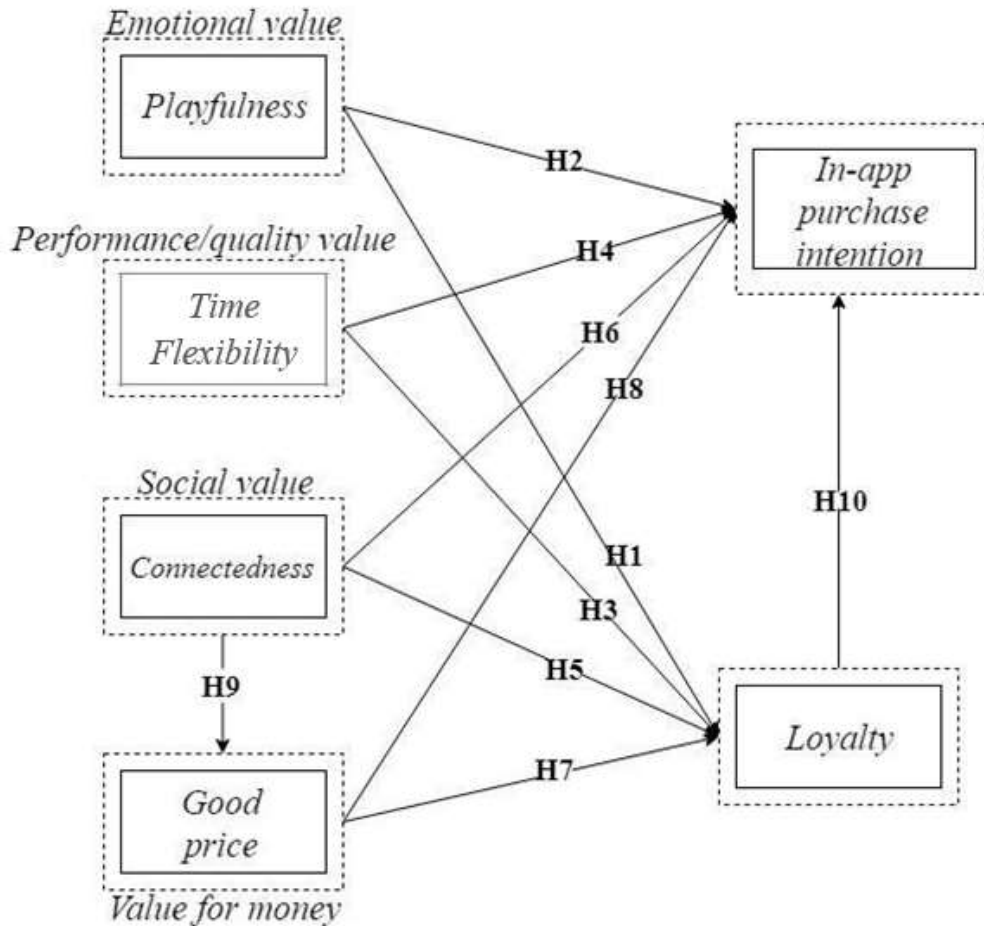 Emotional value
Playfulness
H2
In-app
purchase
intention
Performance/quality value
H4
Time
Flexibility
H6
H8
Social value
H10
Connectedness
H1
H3
H5
H9
Loyalty
H7
Good
price
Value for money